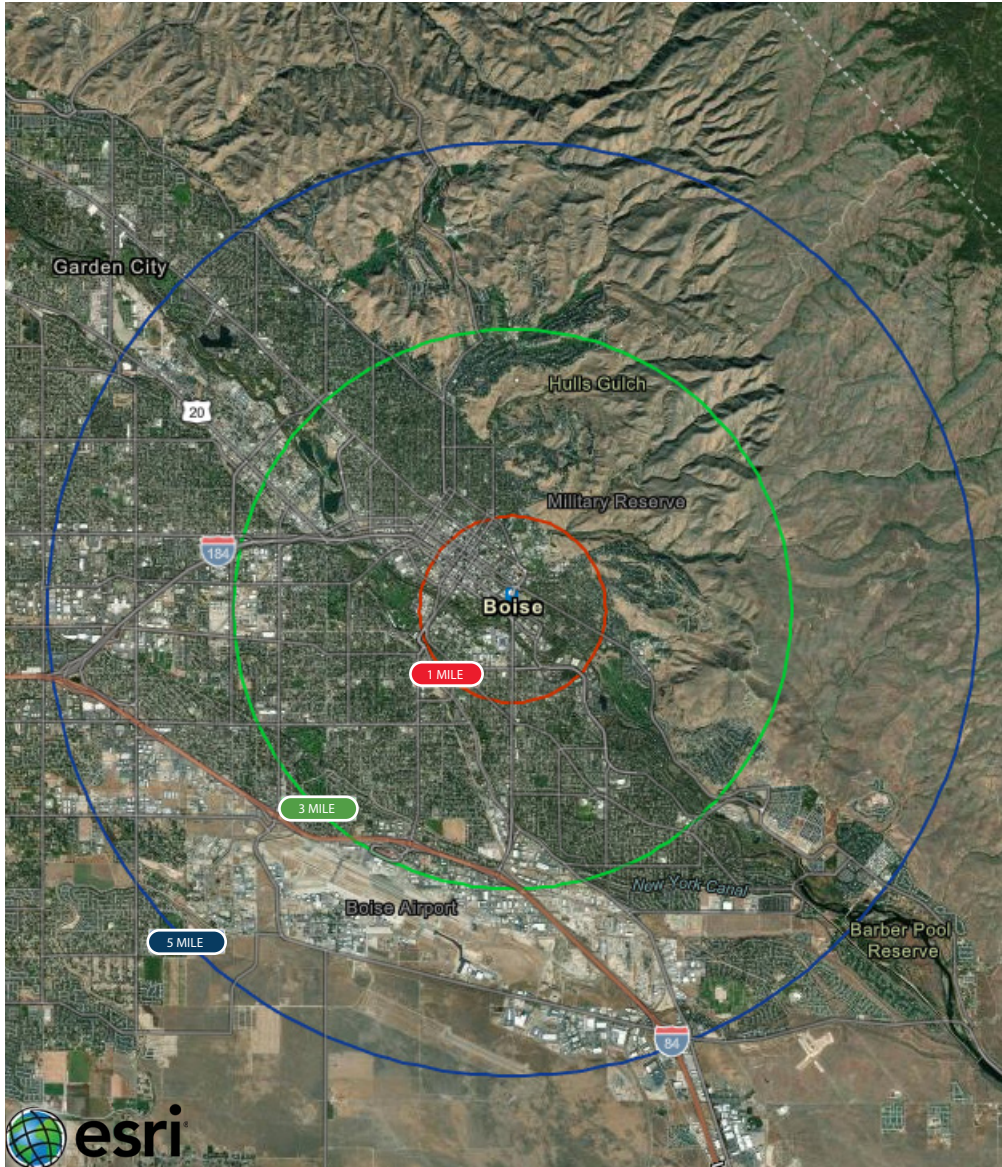 Garden City
20
Hulls Gulch
Military Reserve
184
Boise
1 MILE
3 MILE
New York Canal
Boise Airport
Barber Pool
Reserve
5 MILE
84
esri